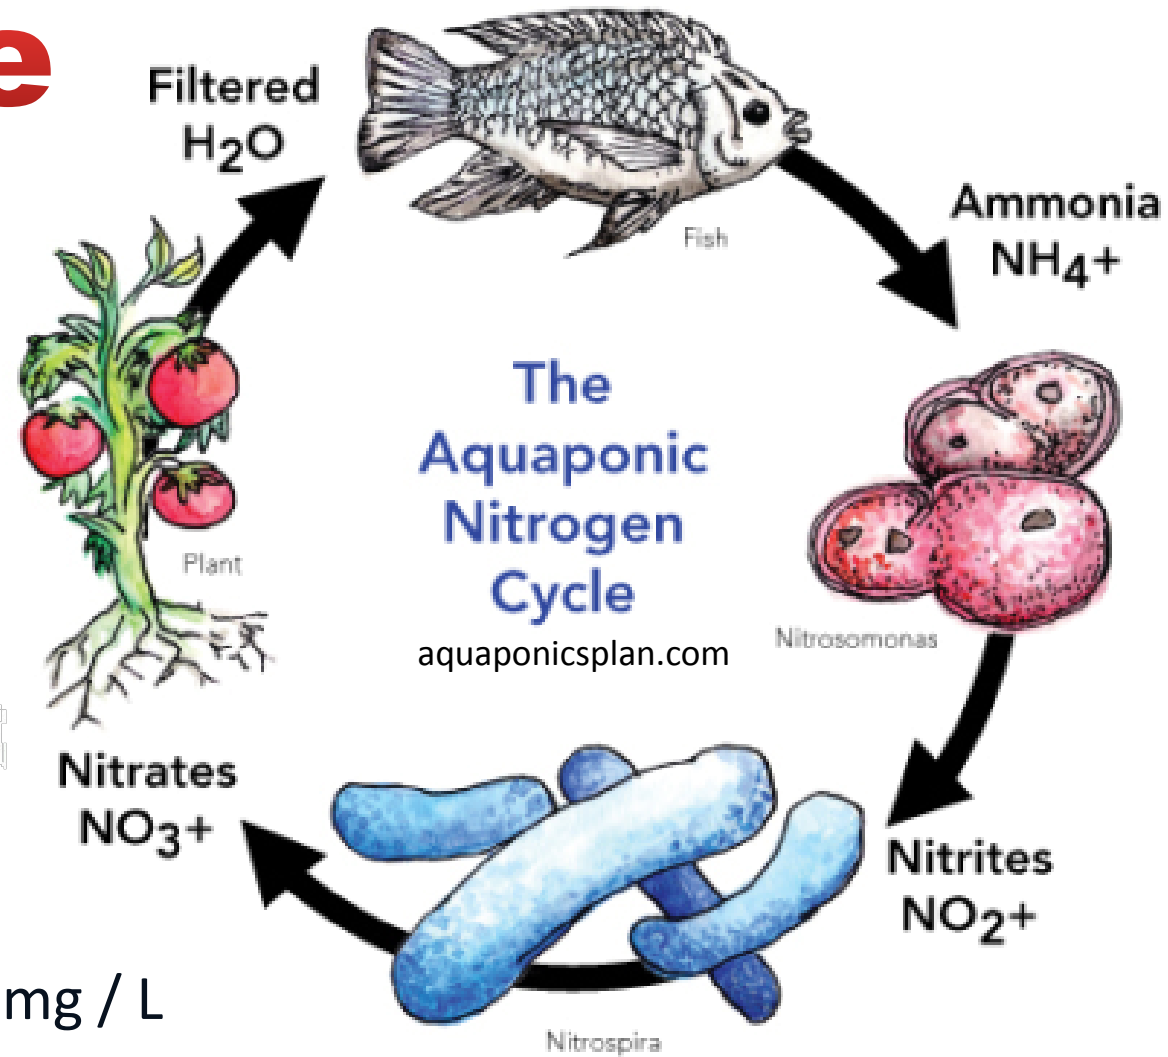 e
Filtered
H2O
Fish
Ammonia
NH4+
The
Aquaponic
Nitrogen
Cycle
aquaponicsplan.com
Plant
Nitrosomonas
Nitrates
NO3+
Nitrites
NO2+
mg / L
Nitrospira